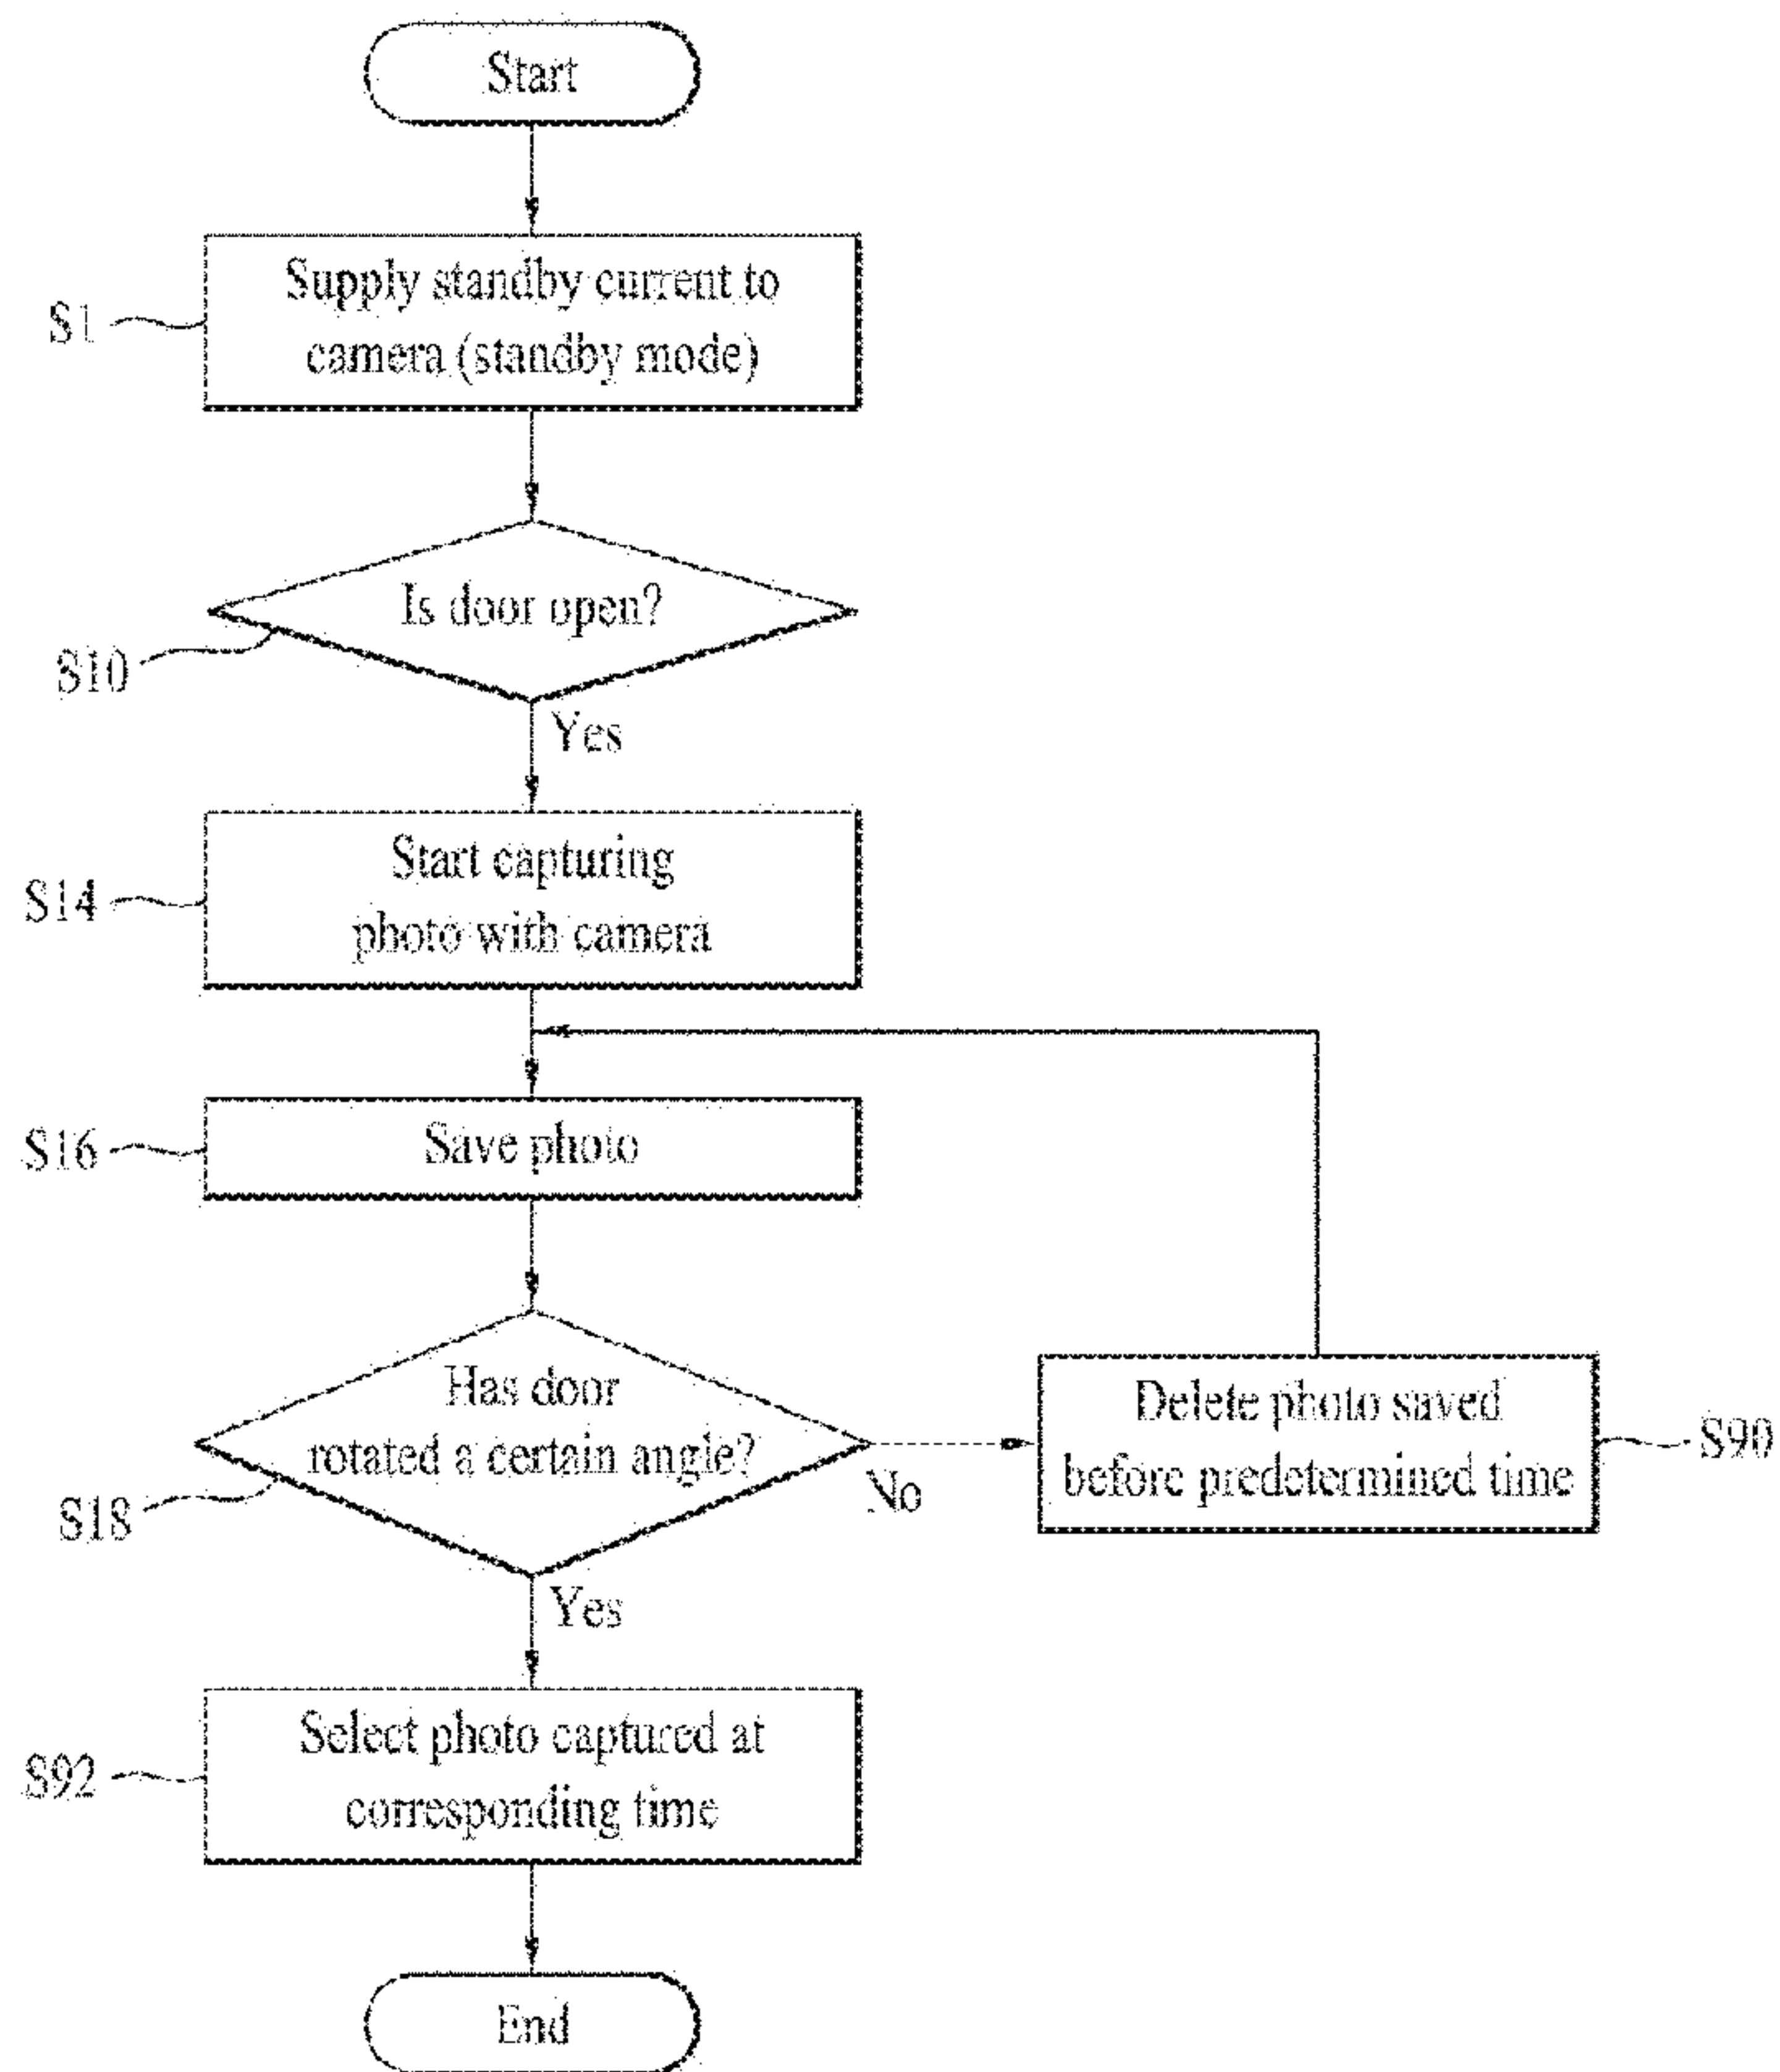 Start
Supply standby current to
camera (standby mode)
S1
Is door open?
S10
Yes
Start capturing
photo with camera
S14
Save photo
S16
Has door
rotated a certain angle?
S18
No
Delete photo saved
before predetermined time
S90
Yes
Select photo captured at
corresponding time
S92
End